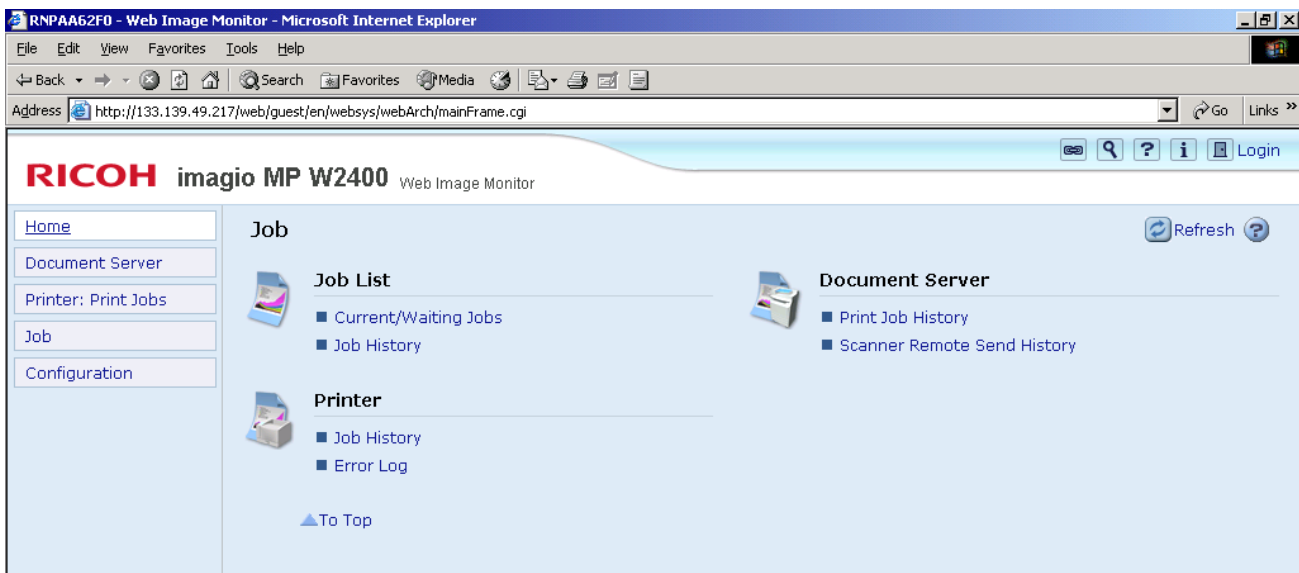 RNPAA62F0 - Web Image Monitor - Microsoft Internet Explorer
File Edit View Favorites Tools Help
Back Search Favorites Media
Address http://133.139.49.217/web/guest/en/websys/webArch/mainFrame.cgi Go Links »
? i Login
RICOH imagio MP W2400 Web Image Monitor
Home
Document Server
Printer: Print Jobs
Job
Configuration
Job
Refresh ?
Job List
Current/Waiting Jobs
Job History
Document Server
Print Job History
Scanner Remote Send History
Printer
Job History
Error Log
To Top